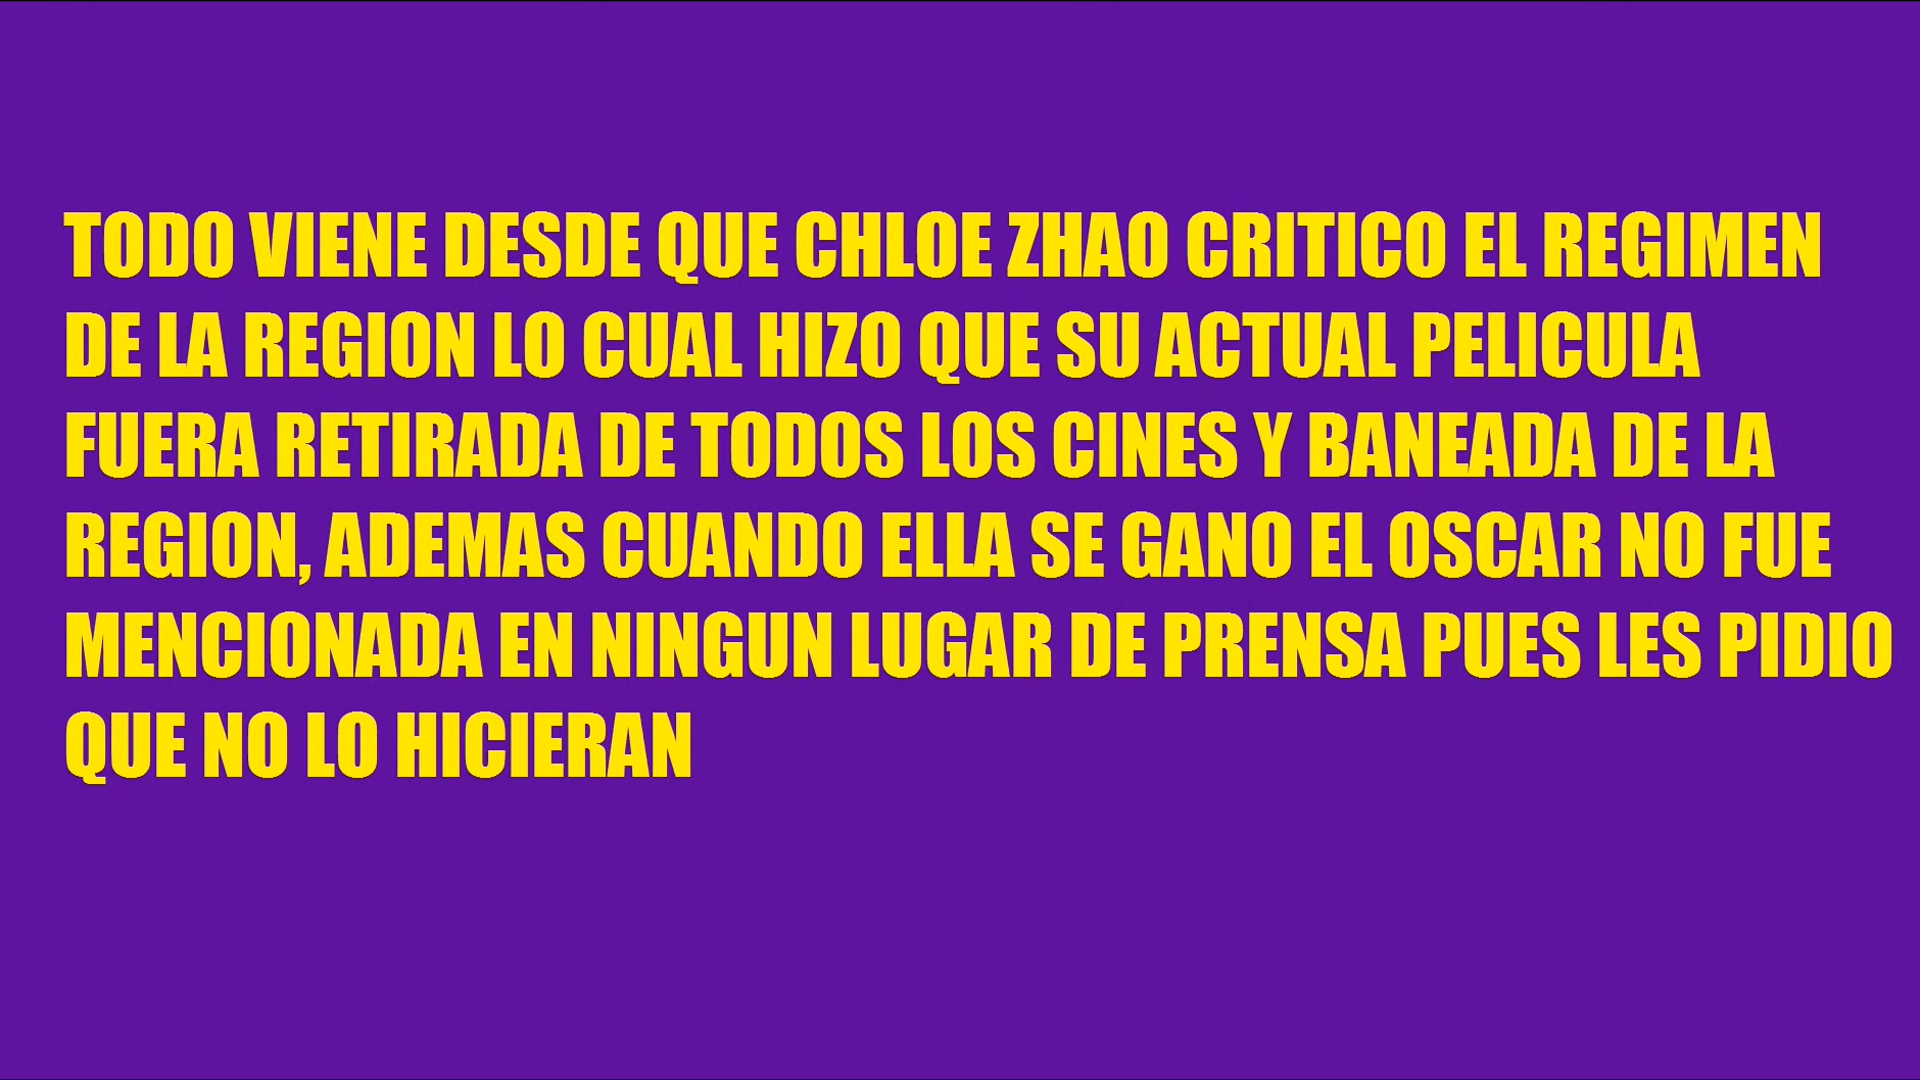 TODO VIENE DESDE QUE CHLOE ZHAO CRITICO EL REGIMEN
DE LA REGION LO CUAL HIZO QUE SU ACTUAL PELICULA
FUERA RETIRADA DE TODOS LOS CINES Y BANEADA DE LA
REGION, ADEMAS CUANDO ELLA SE GANO EL OSCAR NO FUE
MENCIONADA EN NINGUN LUGAR DE PRENSA PUES LES PIDIO
QUE NO LO HICIERAN